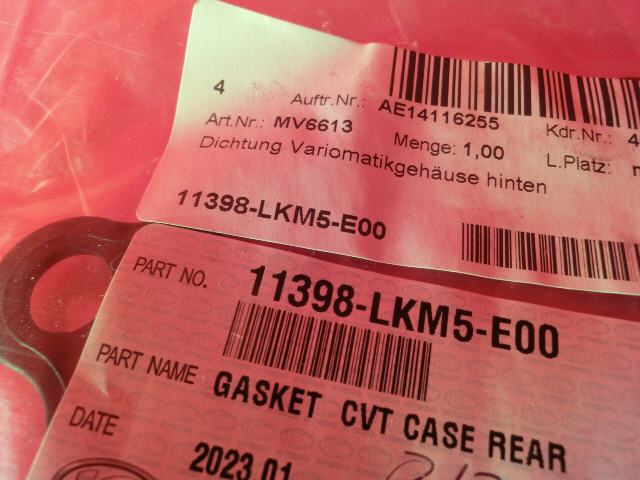 4 Auftr.Nr.: AE14116255
Art.Nr.: MV6613 Menge: 1,00 Kdr.Nr.: 4
Dichtung Variomatikgehäuse hinten L.Platz:
11398-LKM5-E00
PART NO. 11398-LKM5-E00
PART NAME GASKET CVT CASE REAR
DATE 2023.01